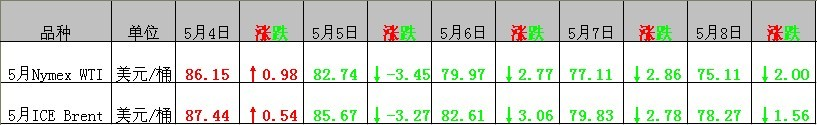 品种 单位 5月4日 涨跌 5月5日 涨跌 5月6日 涨跌 5月7日 涨跌 5月8日 涨跌
5月Nymex WTI 美元/桶 86.15 ↑0.98 82.74 ↓-3.45 79.97 ↓2.77 77.11 ↓2.86 75.11 ↓2.00
5月ICE Brent 美元/桶 87.44 ↑0.54 85.67 ↓-3.27 82.61 ↓3.06 79.83 ↓2.78 78.27 ↓1.56